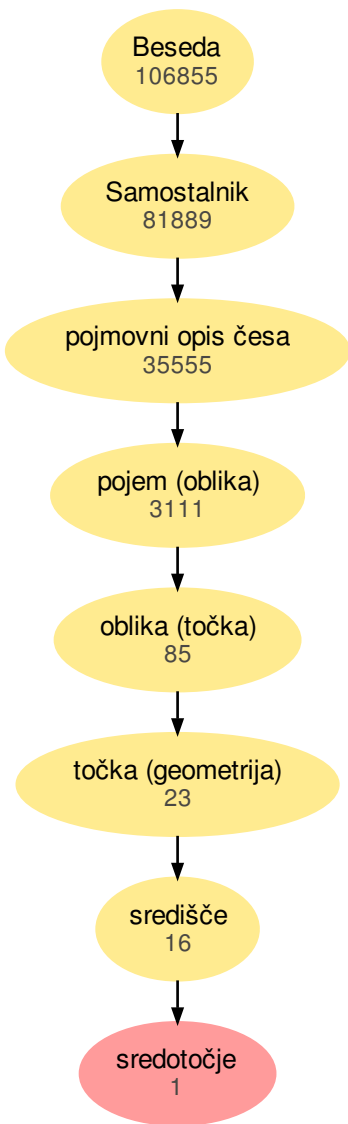 Beseda
106855
Samostalnik
81889
pojmovni opis česa
35555
pojem (oblika)
3111
oblika (točka)
85
točka (geometrija)
23
središče
16
sredotočje
1